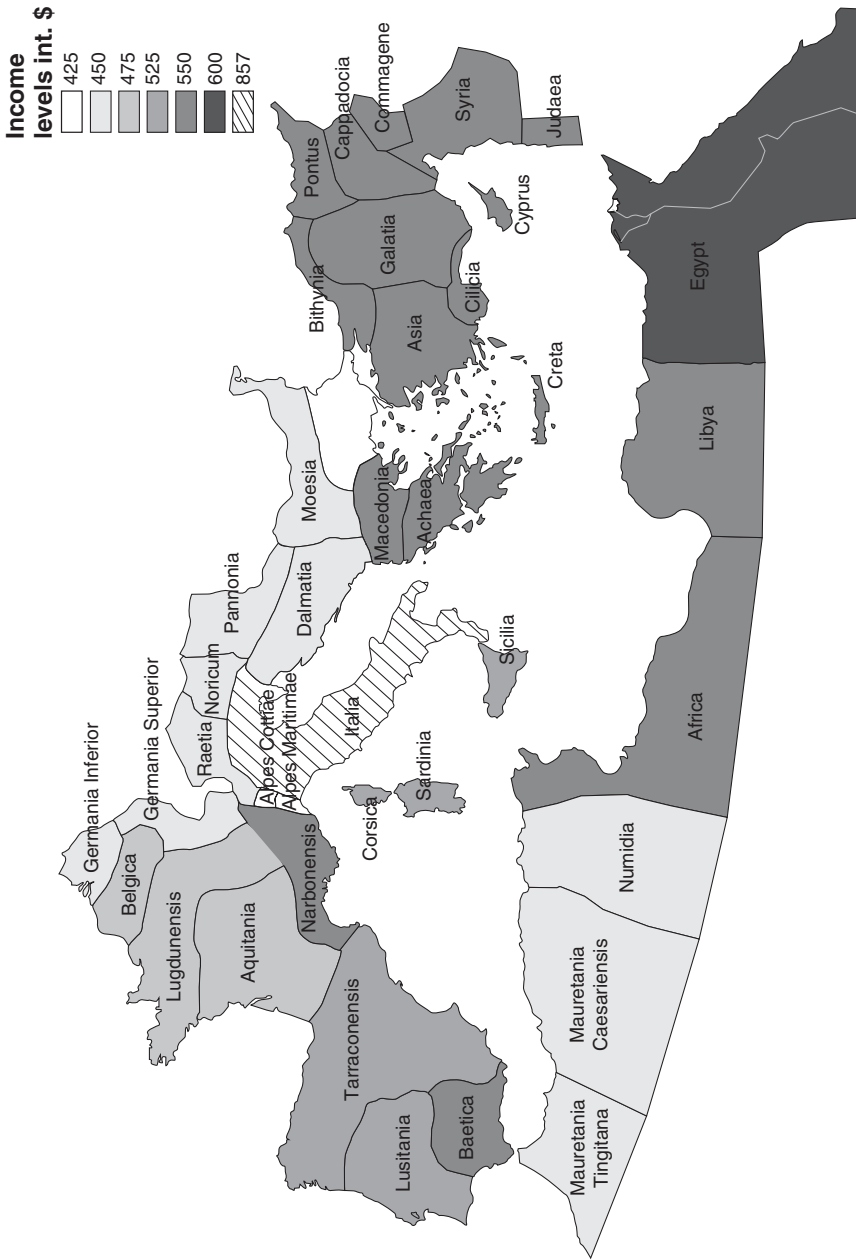 Income
levels int. $
425
450
475
525
550
600
857
Germania Inferior
Germania Superior
Belgica
Lugdunensis
Aquitania
Narbonensis
Raetia
Noricum
Pannonia
Alpes Cottiae
Alpes Maritimae
Dalmatia
Moesia
Italia
Corsica
Sardinia
Sicilia
Macedonia
Achaea
Creta
Tarraconensis
Lusitania
Baetica
Bithynia
Pontus
Cappadocia
Commagene
Galatia
Asia
Cilicia
Cyprus
Syria
Judaea
Mauretania
Tingitana
Mauretania
Caesariensis
Numidia
Africa
Libya
Egypt